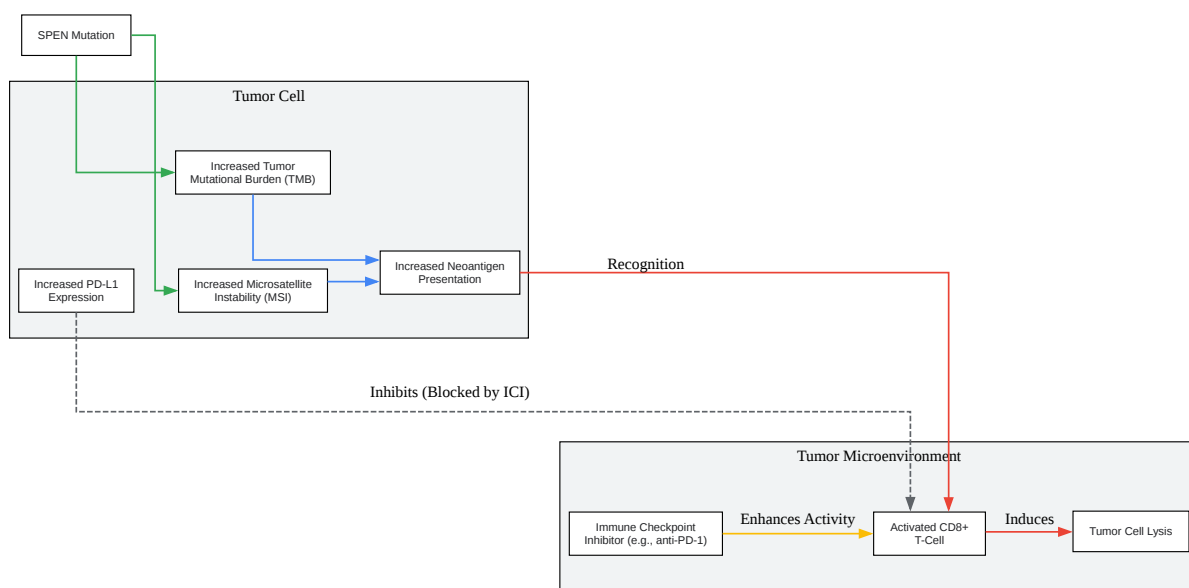 SPEN Mutation
Tumor Cell
Increased Tumor
Mutational Burden (TMB)
Increased Neoantigen
Presentation
Recognition
Increased PD-L1
Expression
Increased Microsatellite
Instability (MSI)
Inhibits (Blocked by ICI)
Tumor Microenvironment
Immune Checkpoint
Inhibitor (e.g., anti-PD-1)
Enhances Activity
Activated CD8+
T-Cell
Induces
Tumor Cell Lysis